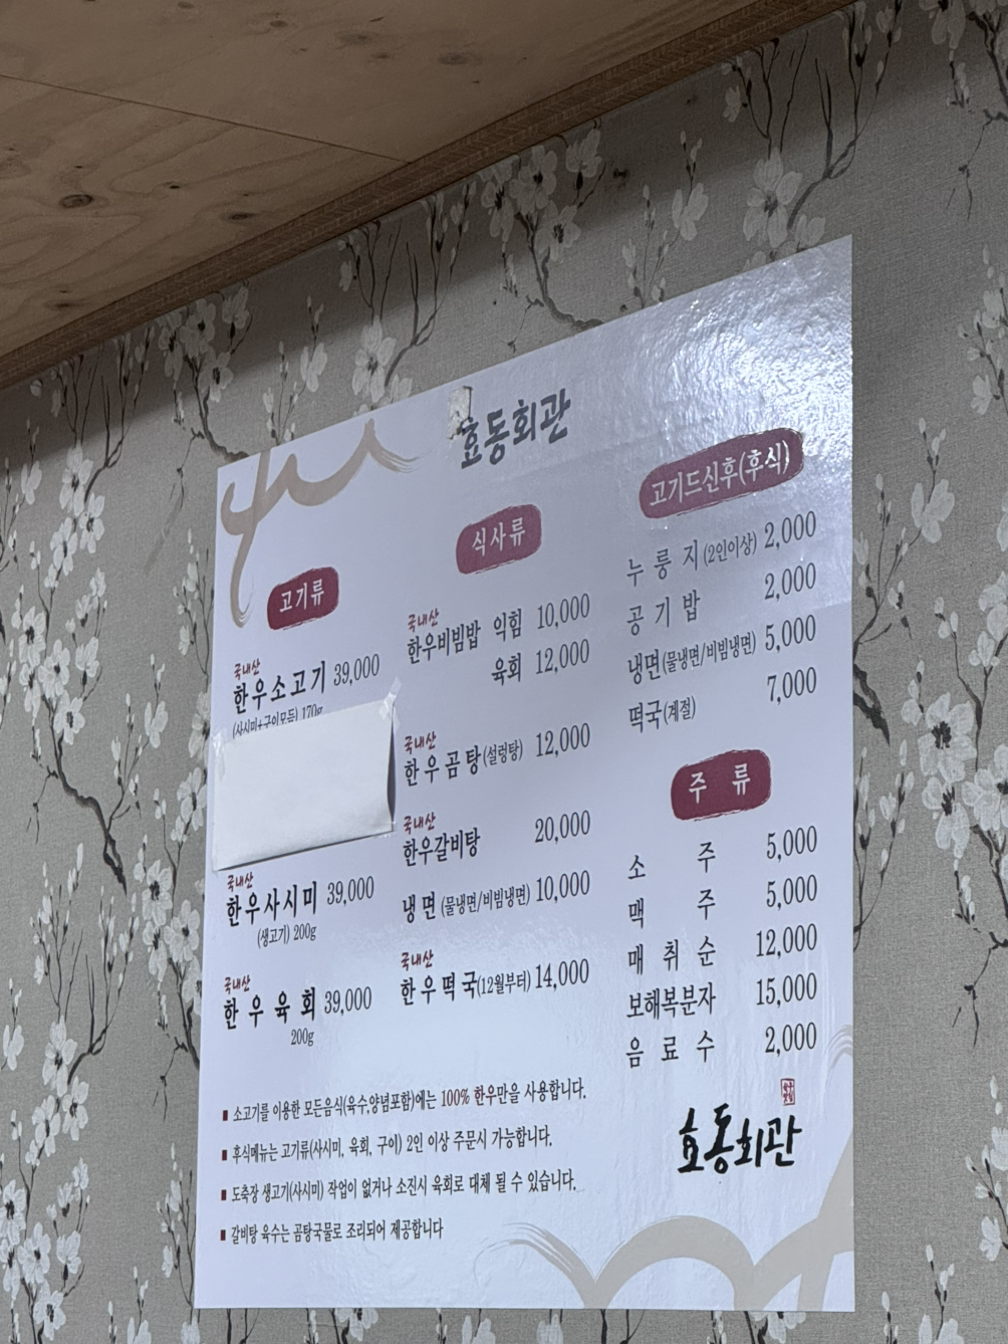 효동회관
고기류
국내산
한우소고기 39,000
(사시미+구이모듬) 170g
국내산
한우사시미 39,000
(생고기) 200g
국내산
한우육회 39,000
200g
식사류
국내산
한우비빔밥 익힘 10,000
육회 12,000
국내산
한우곰탕(설렁탕) 12,000
국내산
한우갈비탕 20,000
냉면(물냉면/비빔냉면) 10,000
국내산
한우떡국(12월부터) 14,000
고기드신후(후식)
누룽지(2인이상) 2,000
공기밥 2,000
냉면(물냉면/비빔냉면) 5,000
떡국(계절) 7,000
주류
소주 5,000
맥주 5,000
매취순 12,000
보해복분자 15,000
음료수 2,000
■ 소고기를 이용한 모든음식(육수,양념포함)에는 100% 한우만을 사용합니다.
■ 후식메뉴는 고기류(사시미, 육회, 구이) 2인 이상 주문시 가능합니다.
■ 도축장 생고기(사시미) 작업이 없거나 소진시 육회로 대체 될 수 있습니다.
■ 갈비탕 육수는 곰탕국물로 조리되어 제공합니다
효동회관